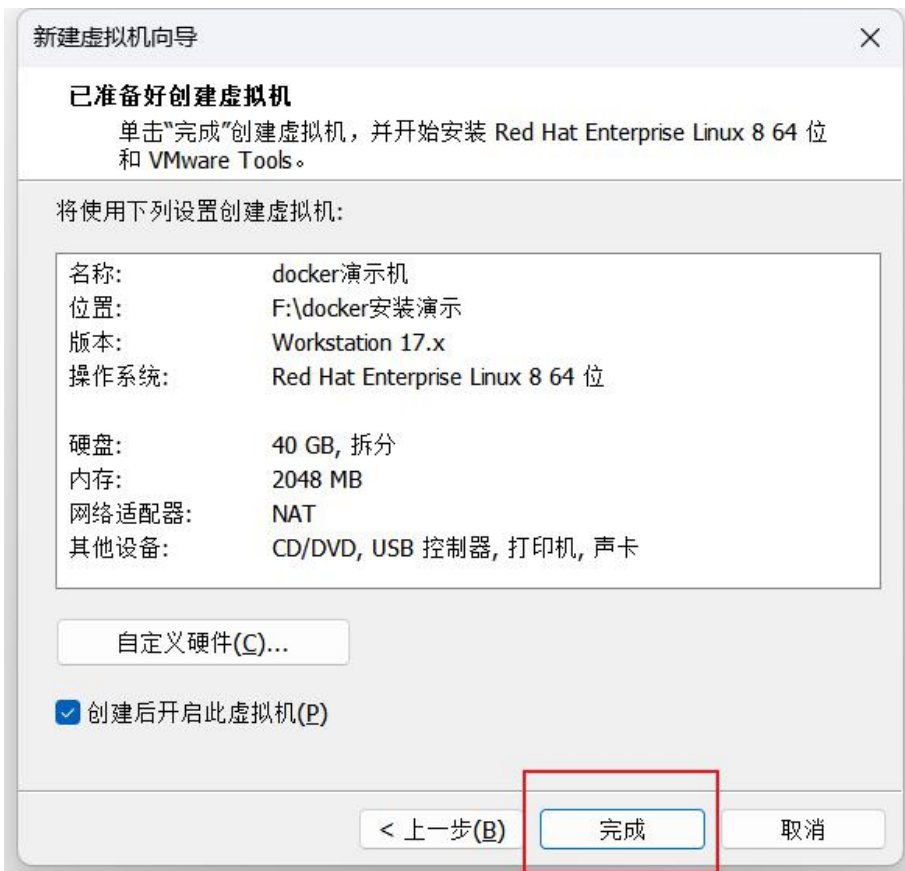 新建虚拟机向导
已准备好创建虚拟机
单击“完成”创建虚拟机，并开始安装 Red Hat Enterprise Linux 8 64 位
和 VMware Tools。
将使用下列设置创建虚拟机:
名称: docker演示机
位置: F:\docker安装演示
版本: Workstation 17.x
操作系统: Red Hat Enterprise Linux 8 64 位
硬盘: 40 GB, 拆分
内存: 2048 MB
网络适配器: NAT
其他设备: CD/DVD, USB 控制器, 打印机, 声卡
自定义硬件(C)...
创建后开启此虚拟机(P)
< 上一步(B) 完成 取消